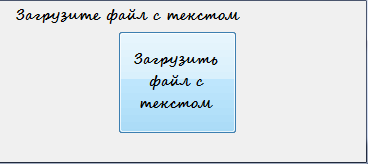 Загрузите файл с текстом
Загрузить
файл с
текстом